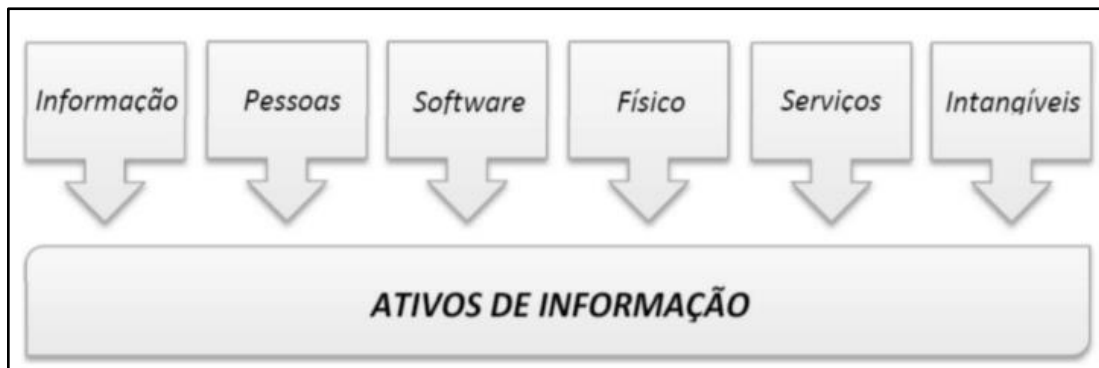 Informação
Pessoas
Software
Físico
Serviços
Intangíveis
ATIVOS DE INFORMAÇÃO